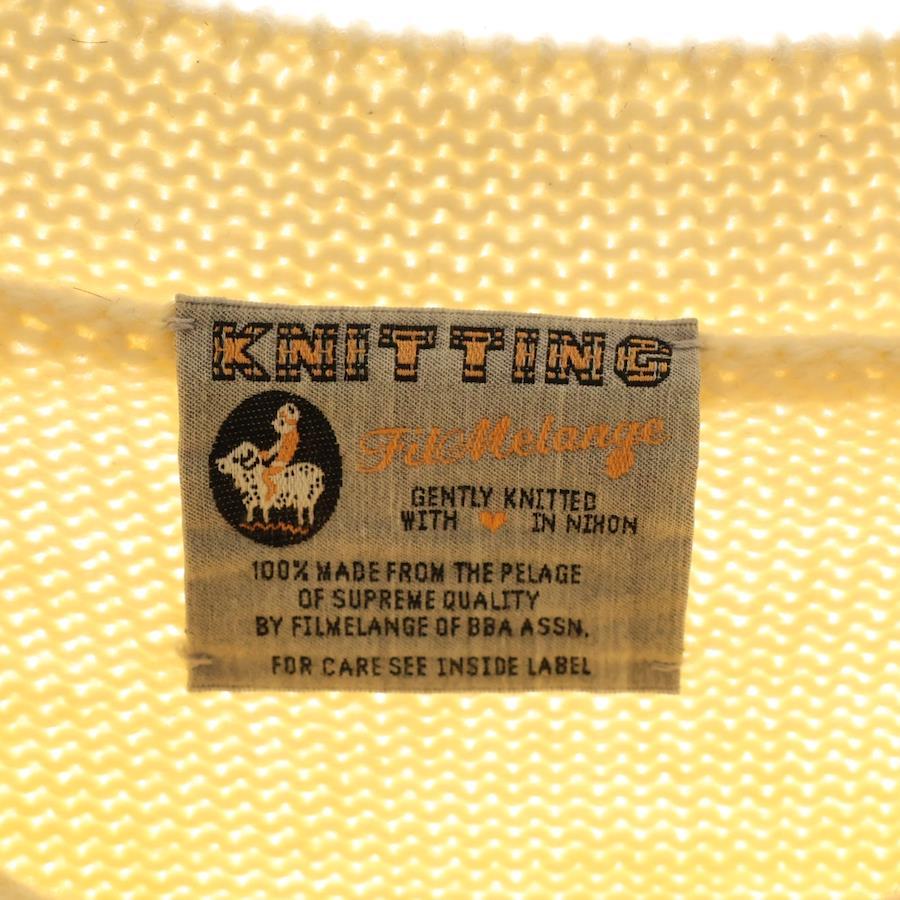 KNITTING
FilMelange
GENTLY KNITTED
WITH ♥ IN NIHON
100% MADE FROM THE PELAGE
OF SUPREME QUALITY
BY FILMELANGE OF BBA ASSN.
FOR CARE SEE INSIDE LABEL